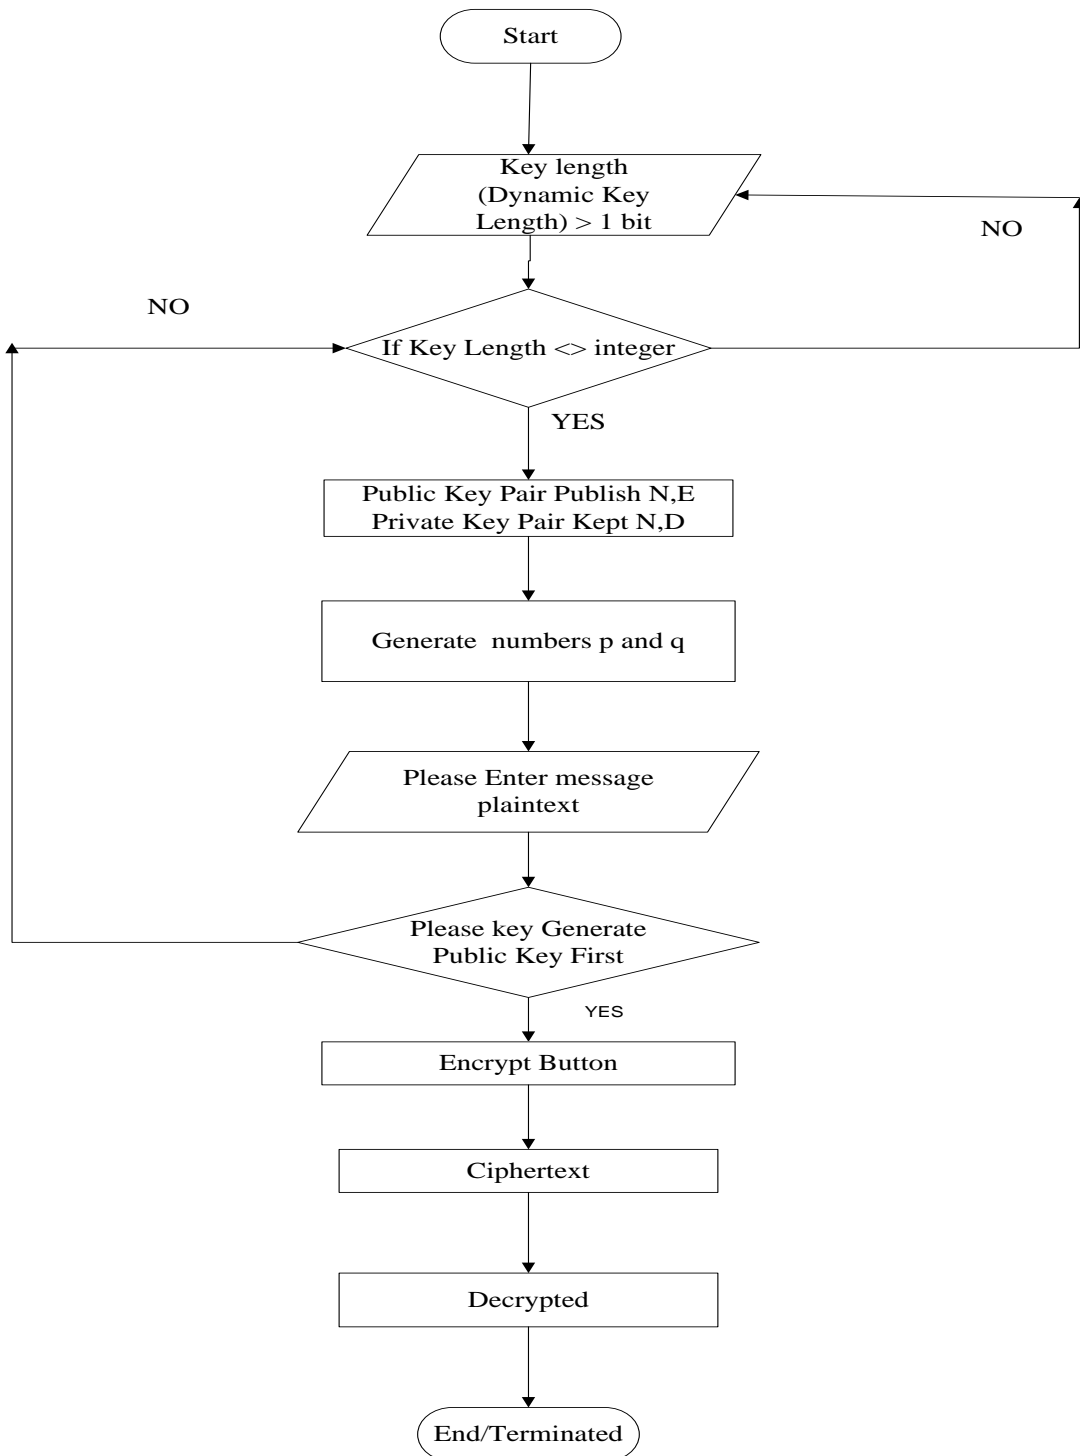 Start
Key length
(Dynamic Key
Length) > 1 bit
NO
NO
If Key Length <> integer
YES
Public Key Pair Publish N,E
Private Key Pair Kept N,D
Generate  numbers p and q
Please Enter message
plaintext
Please key Generate
Public Key First
YES
Encrypt Button
Ciphertext
Decrypted
End/Terminated